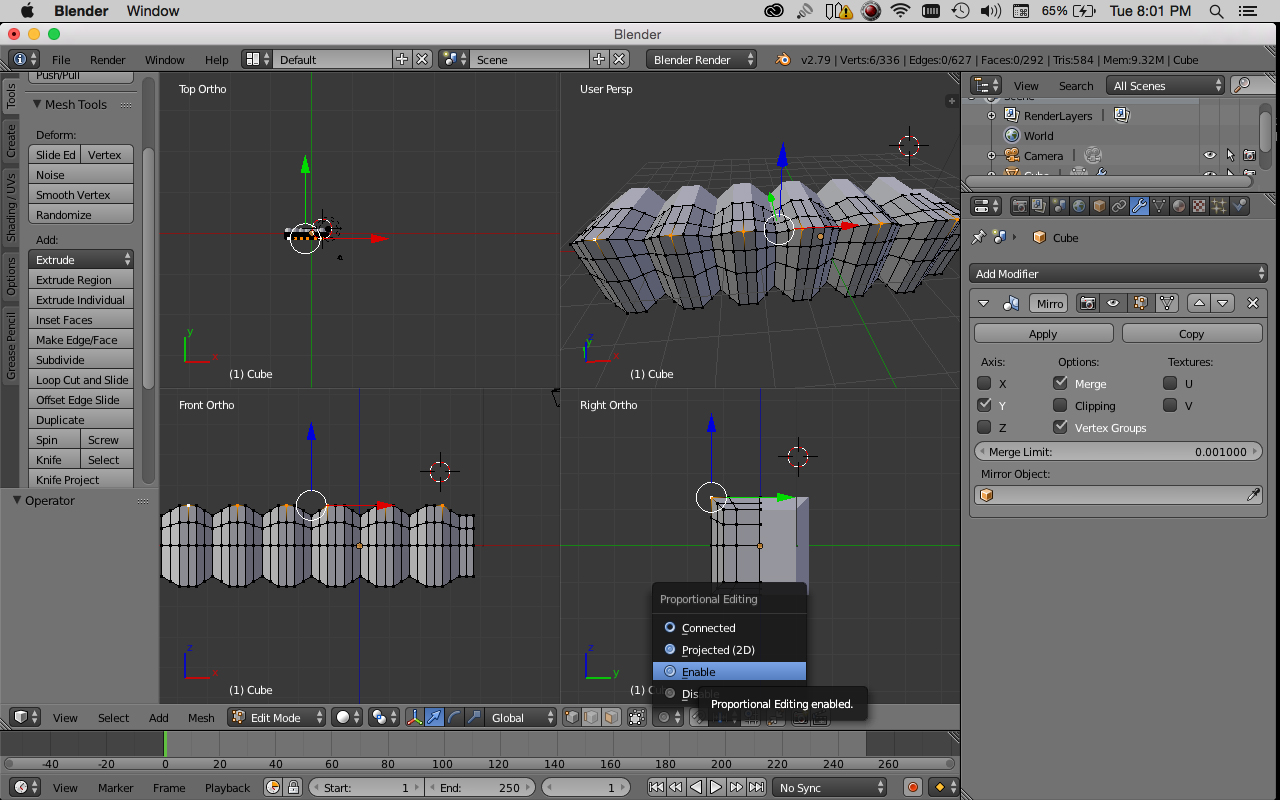 Blender Window 65% Tue 8:01 PM
Blender
File Render Window Help Default Scene Blender Render v2.79 | Verts:6/336 | Edges:0/627 | Faces:0/292 | Tris:584 | Mem:9.32M | Cube
Push/Pull
Mesh Tools
Deform:
Slide Ed Vertex
Noise
Smooth Vertex
Randomize
Add:
Extrude
Extrude Region
Extrude Individual
Inset Faces
Make Edge/Face
Subdivide
Loop Cut and Slide
Offset Edge Slide
Duplicate
Spin Screw
Knife Select
Knife Project
Operator
Tools
Create
Shading / UVs
Options
Grease Pencil
Top Ortho
y
x
(1) Cube
User Persp
z
y
x
(1) Cube
Front Ortho
z
x
(1) Cube
Right Ortho
z
y
(1) C
Proportional Editing
Connected
Projected (2D)
Enable
Dis
Proportional Editing enabled.
View Search All Scenes
Scene
RenderLayers
World
Camera
Cube
Cube
Add Modifier
Mirro
Apply Copy
Axis: Options: Textures:
X Merge U
Y Clipping V
Z Vertex Groups
Merge Limit: 0.001000
Mirror Object:
View Select Add Mesh Edit Mode Global
-40 -20 0 20 40 60 80 100 120 140 160 180 200 220 240 260
View Marker Frame Playback Start: 1 End: 250 1 No Sync